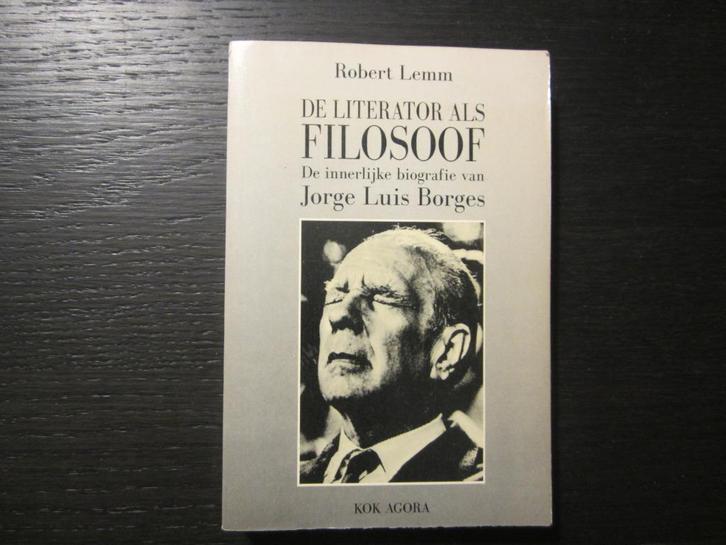 Robert Lemm
DE LITERATOR ALS
FILOSOOF
De innerlijke biografie van
Jorge Luis Borges
KOK AGORA